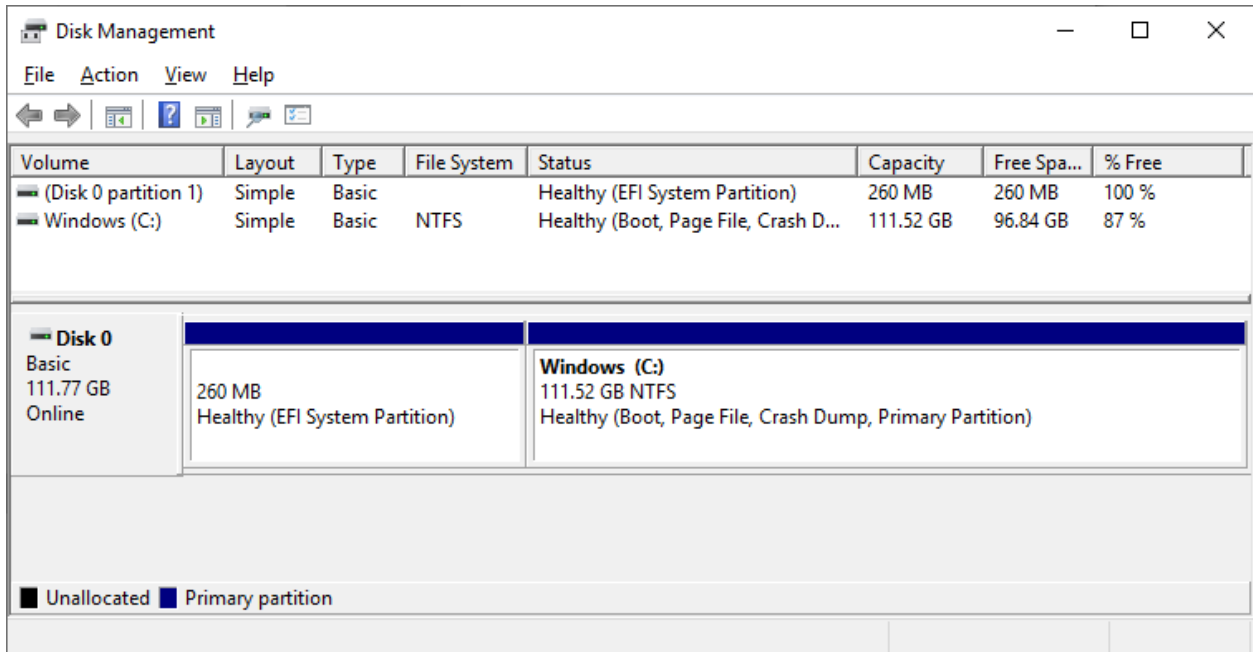 Disk Management
File Action View Help
Volume Layout Type File System Status Capacity Free Spa... % Free
(Disk 0 partition 1) Simple Basic Healthy (EFI System Partition) 260 MB 260 MB 100 %
Windows (C:) Simple Basic NTFS Healthy (Boot, Page File, Crash D... 111.52 GB 96.84 GB 87 %
Disk 0
Basic
111.77 GB
Online
260 MB
Healthy (EFI System Partition)
Windows (C:)
111.52 GB NTFS
Healthy (Boot, Page File, Crash Dump, Primary Partition)
Unallocated Primary partition